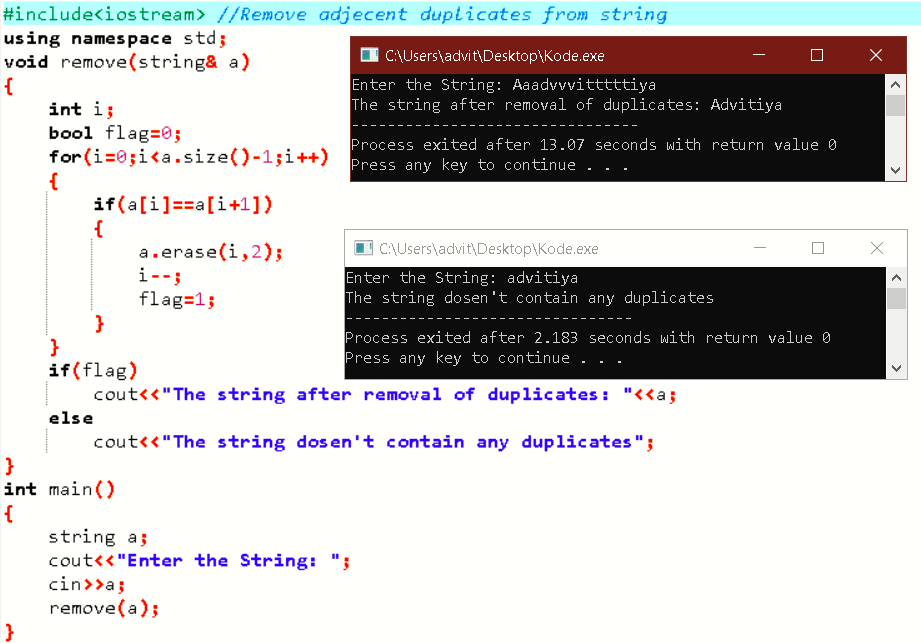 #include<iostream> //Remove adjecent duplicates from string
using namespace std;
void remove(string& a)
{
    int i;
    bool flag=0;
    for(i=0;i<a.size()-1;i++)
    {
        if(a[i]==a[i+1])
        {
            a.erase(i,2);
            i--;
            flag=1;
        }
    }
    if(flag)
        cout<<"The string after removal of duplicates: "<<a;
    else
        cout<<"The string dosen't contain any duplicates";
}
int main()
{
    string a;
    cout<<"Enter the String: ";
    cin>>a;
    remove(a);
}
C:\Users\advit\Desktop\Kode.exe
Enter the String: Aaadvvvittttttiya
The string after removal of duplicates: Advitiya
--------------------------------
Process exited after 13.07 seconds with return value 0
Press any key to continue . . .
C:\Users\advit\Desktop\Kode.exe
Enter the String: advitiya
The string dosen't contain any duplicates
--------------------------------
Process exited after 2.183 seconds with return value 0
Press any key to continue . . .